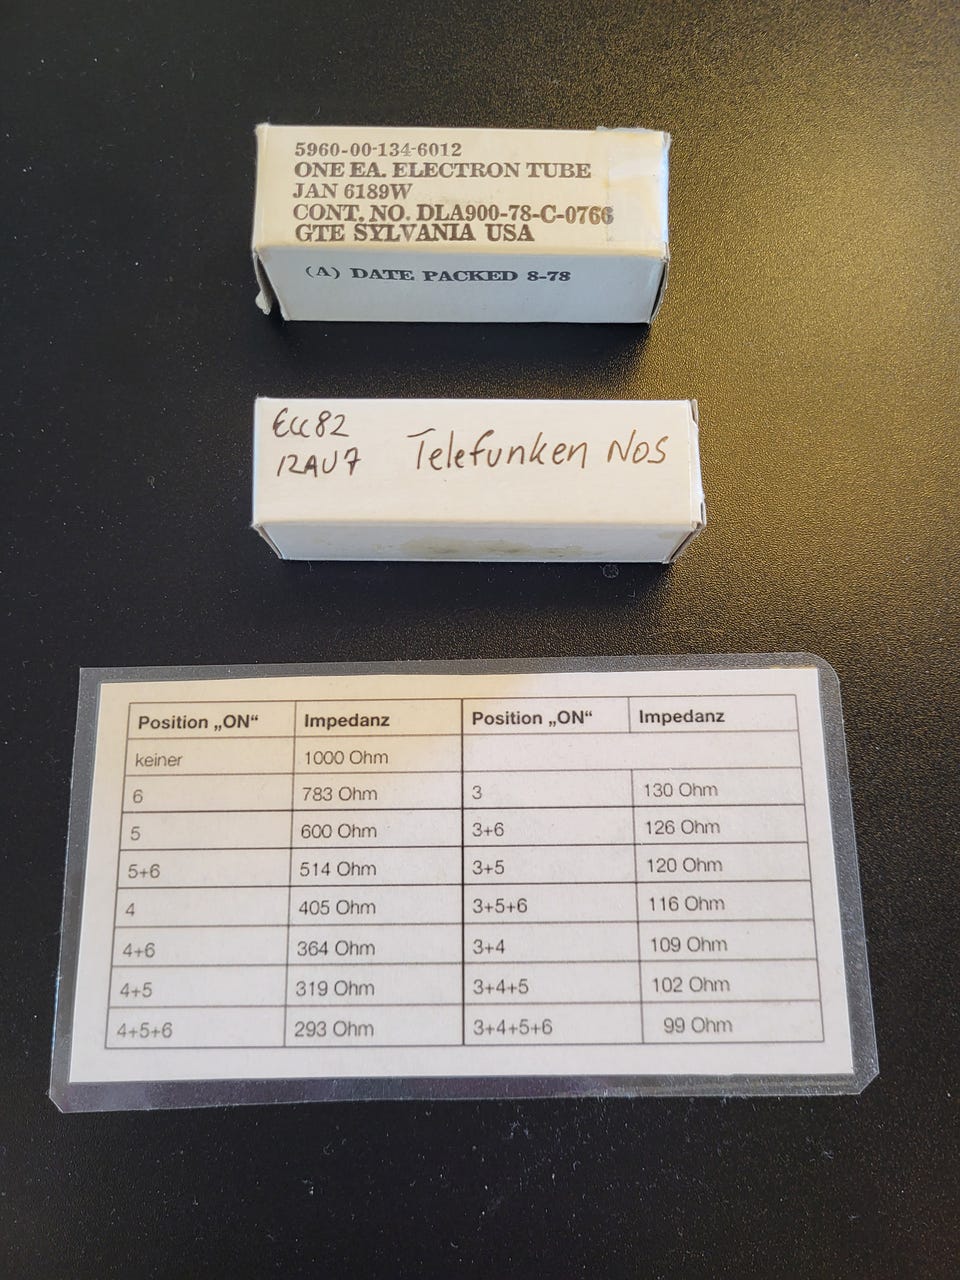 5960-00-134-6012
ONE EA. ELECTRON TUBE
JAN 6189W
CONT. NO. DLA900-78-C-0766
GTE SYLVANIA USA
(A) DATE PACKED 8-78
ECC82
12AU7 Telefunken NOS
Position „ON“ Impedanz Position „ON“ Impedanz
keiner 1000 Ohm
6 783 Ohm 3 130 Ohm
5 600 Ohm 3+6 126 Ohm
5+6 514 Ohm 3+5 120 Ohm
4 405 Ohm 3+5+6 116 Ohm
4+6 364 Ohm 3+4 109 Ohm
4+5 319 Ohm 3+4+5 102 Ohm
4+5+6 293 Ohm 3+4+5+6 99 Ohm